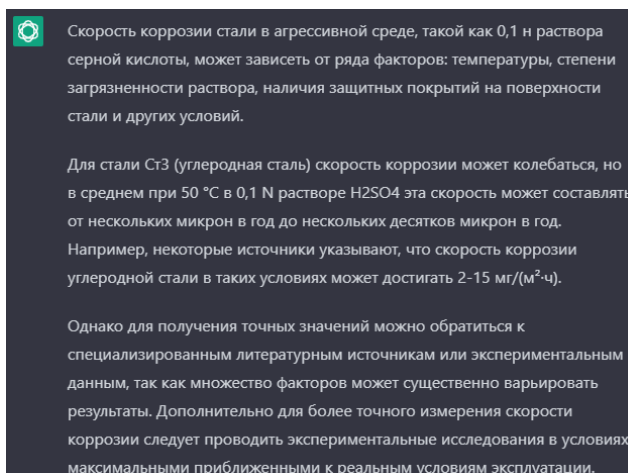 Скорость коррозии стали в агрессивной среде, такой как 0,1 н раствора
серной кислоты, может зависеть от ряда факторов: температуры, степени
загрязненности раствора, наличия защитных покрытий на поверхности
стали и других условий.
Для стали Ст3 (углеродная сталь) скорость коррозии может колебаться, но
в среднем при 50 °C в 0,1 N растворе H2SO4 эта скорость может составлять
от нескольких микрон в год до нескольких десятков микрон в год.
Например, некоторые источники указывают, что скорость коррозии
углеродной стали в таких условиях может достигать 2-15 мг/(м²·ч).
Однако для получения точных значений можно обратиться к
специализированным литературным источникам или экспериментальным
данным, так как множество факторов может существенно варьировать
результаты. Дополнительно для более точного измерения скорости
коррозии следует проводить экспериментальные исследования в условиях,
максимальными приближенными к реальным условиям эксплуатации.